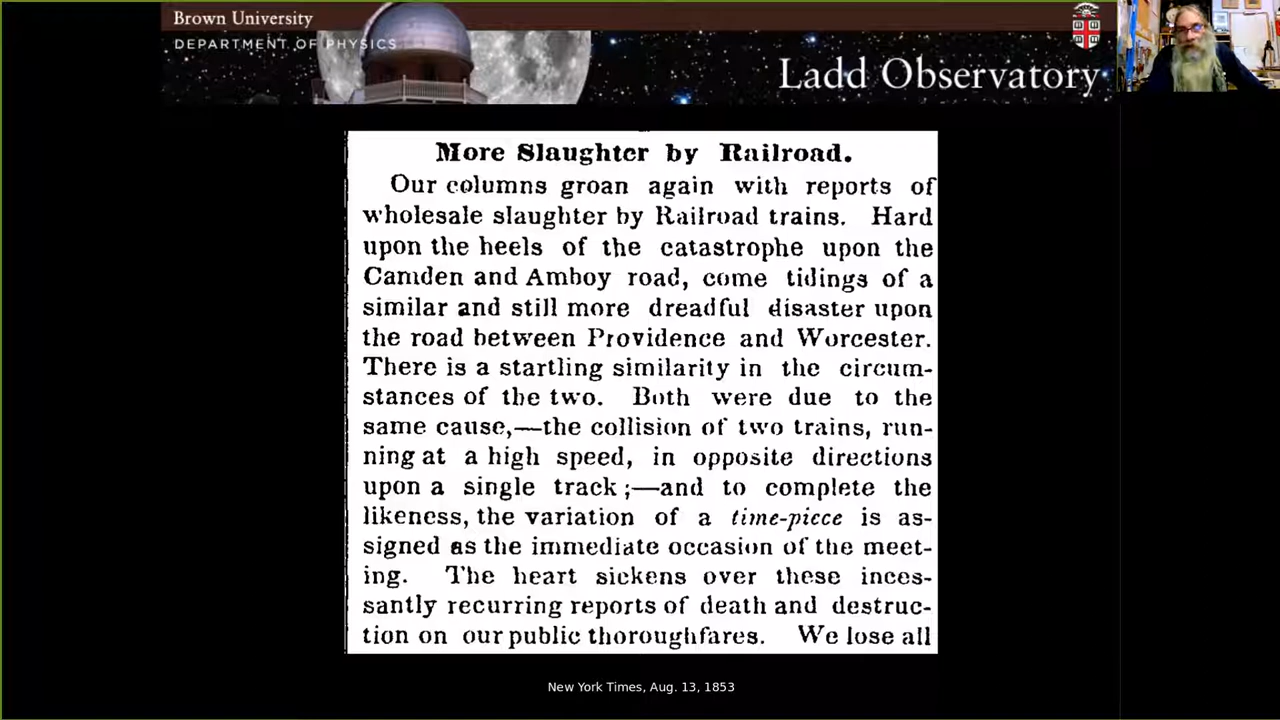 Brown University
DEPARTMENT OF PHYSICS
Ladd Observatory
More Slaughter by Railroad.
Our columns groan again with reports of
wholesale slaughter by Railroad trains. Hard
upon the heels of the catastrophe upon the
Camden and Amboy road, come tidings of a
similar and still more dreadful disaster upon
the road between Providence and Worcester.
There is a startling similarity in the circum-
stances of the two. Both were due to the
same cause,—the collision of two trains, run-
ning at a high speed, in opposite directions
upon a single track;—and to complete the
likeness, the variation of a time-piece is as-
signed as the immediate occasion of the meet-
ing. The heart sickens over these inces-
santly recurring reports of death and destruc-
tion on our public thoroughfares. We lose all
New York Times, Aug. 13, 1853